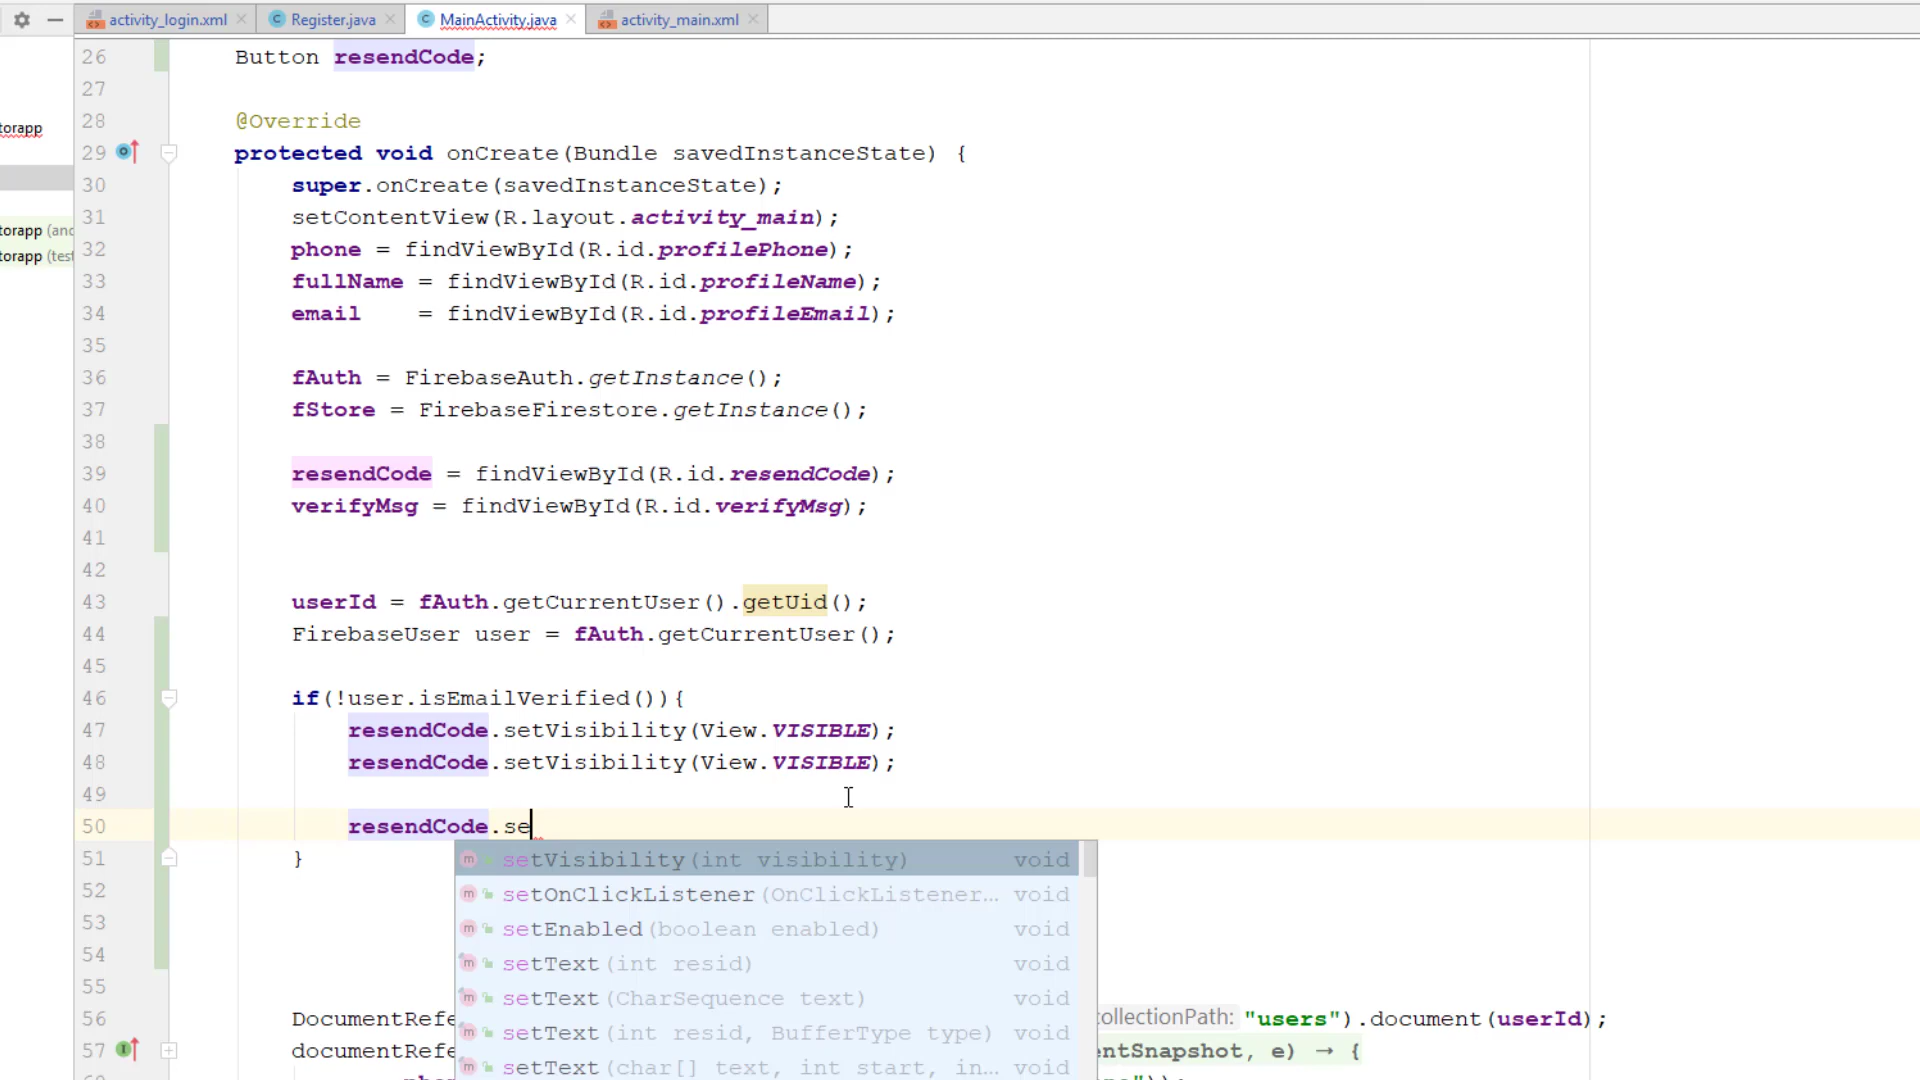 activity_login.xml Register.java MainActivity.java activity_main.xml
26 Button resendCode;
27
28 @Override
torapp
29 protected void onCreate(Bundle savedInstanceState) {
30 super.onCreate(savedInstanceState);
31 setContentView(R.layout.activity_main);
torapp (and
32 phone = findViewById(R.id.profilePhone);
torapp (test
33 fullName = findViewById(R.id.profileName);
34 email = findViewById(R.id.profileEmail);
35
36 fAuth = FirebaseAuth.getInstance();
37 fStore = FirebaseFirestore.getInstance();
38
39 resendCode = findViewById(R.id.resendCode);
40 verifyMsg = findViewById(R.id.verifyMsg);
41
42
43 userId = fAuth.getCurrentUser().getUid();
44 FirebaseUser user = fAuth.getCurrentUser();
45
46 if(!user.isEmailVerified()){
47 resendCode.setVisibility(View.VISIBLE);
48 resendCode.setVisibility(View.VISIBLE);
49
50 resendCode.se
51 }
setVisibility(int visibility) void
52 setOnClickListener(OnClickListener... void
53 setEnabled(boolean enabled) void
54 setText(int resid) void
55 setText(CharSequence text) void
56 DocumentRefe collectionPath: "users").document(userId);
setText(int resid, BufferType type) void
57 documentRefe entSnapshot, e) → {
setText(char[] text, int start, in... void